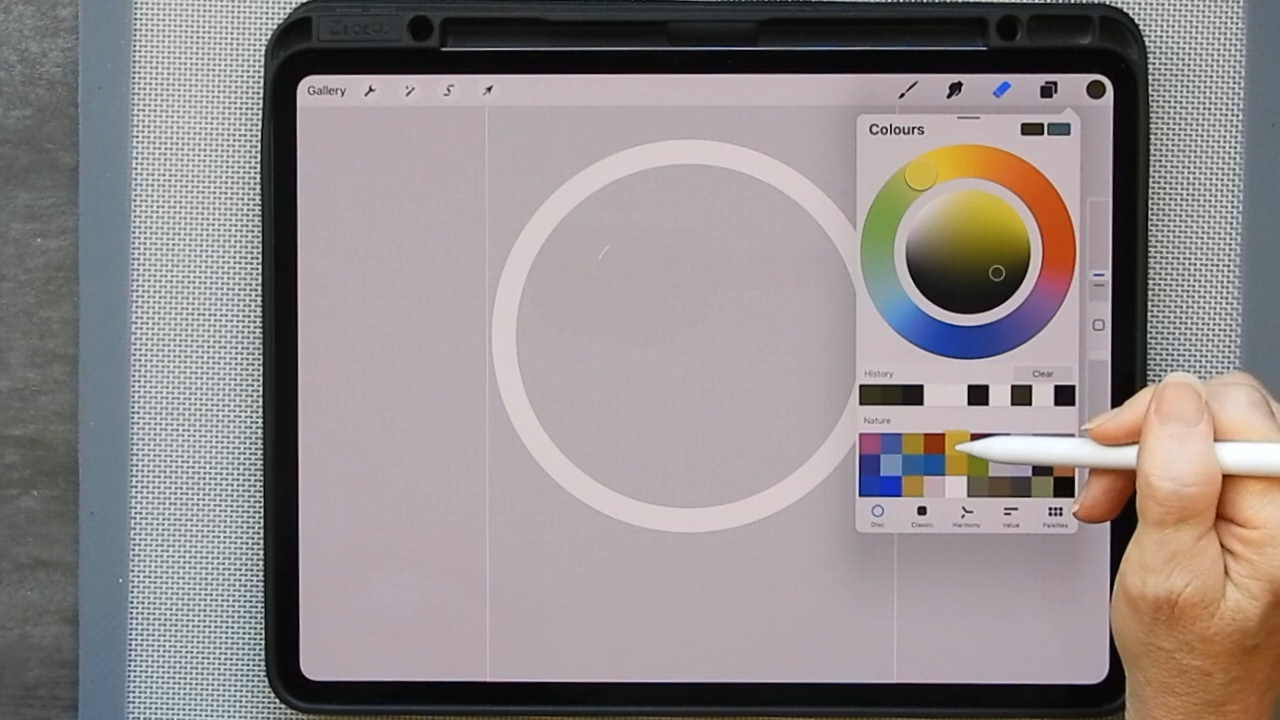 Gallery
Colours
History
Clear
Nature
Disc
Classic
Harmony
Value
Palettes